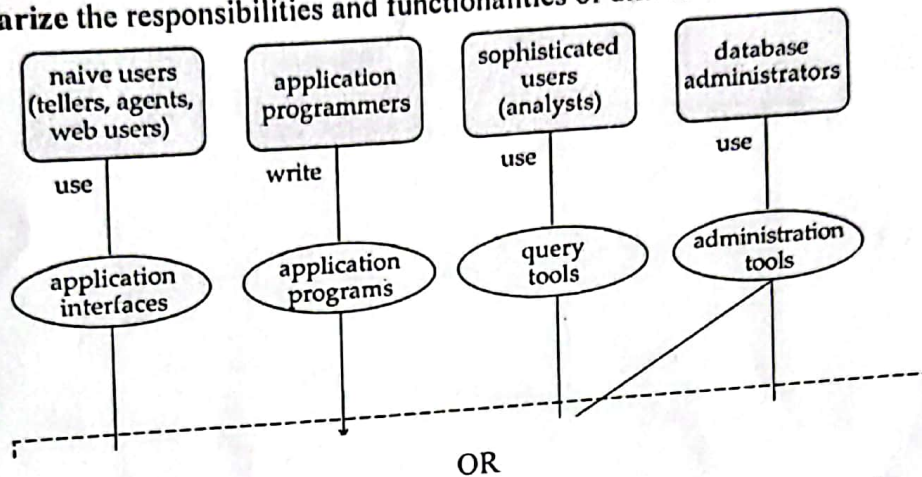 the responsibilities and functionalities of
naive users
(tellers, agents,
web users)
application
programmers
sophisticated
users
(analysts)
database
administrators
use
write
use
use
application
interfaces
application
programs
query
tools
administration
tools
OR